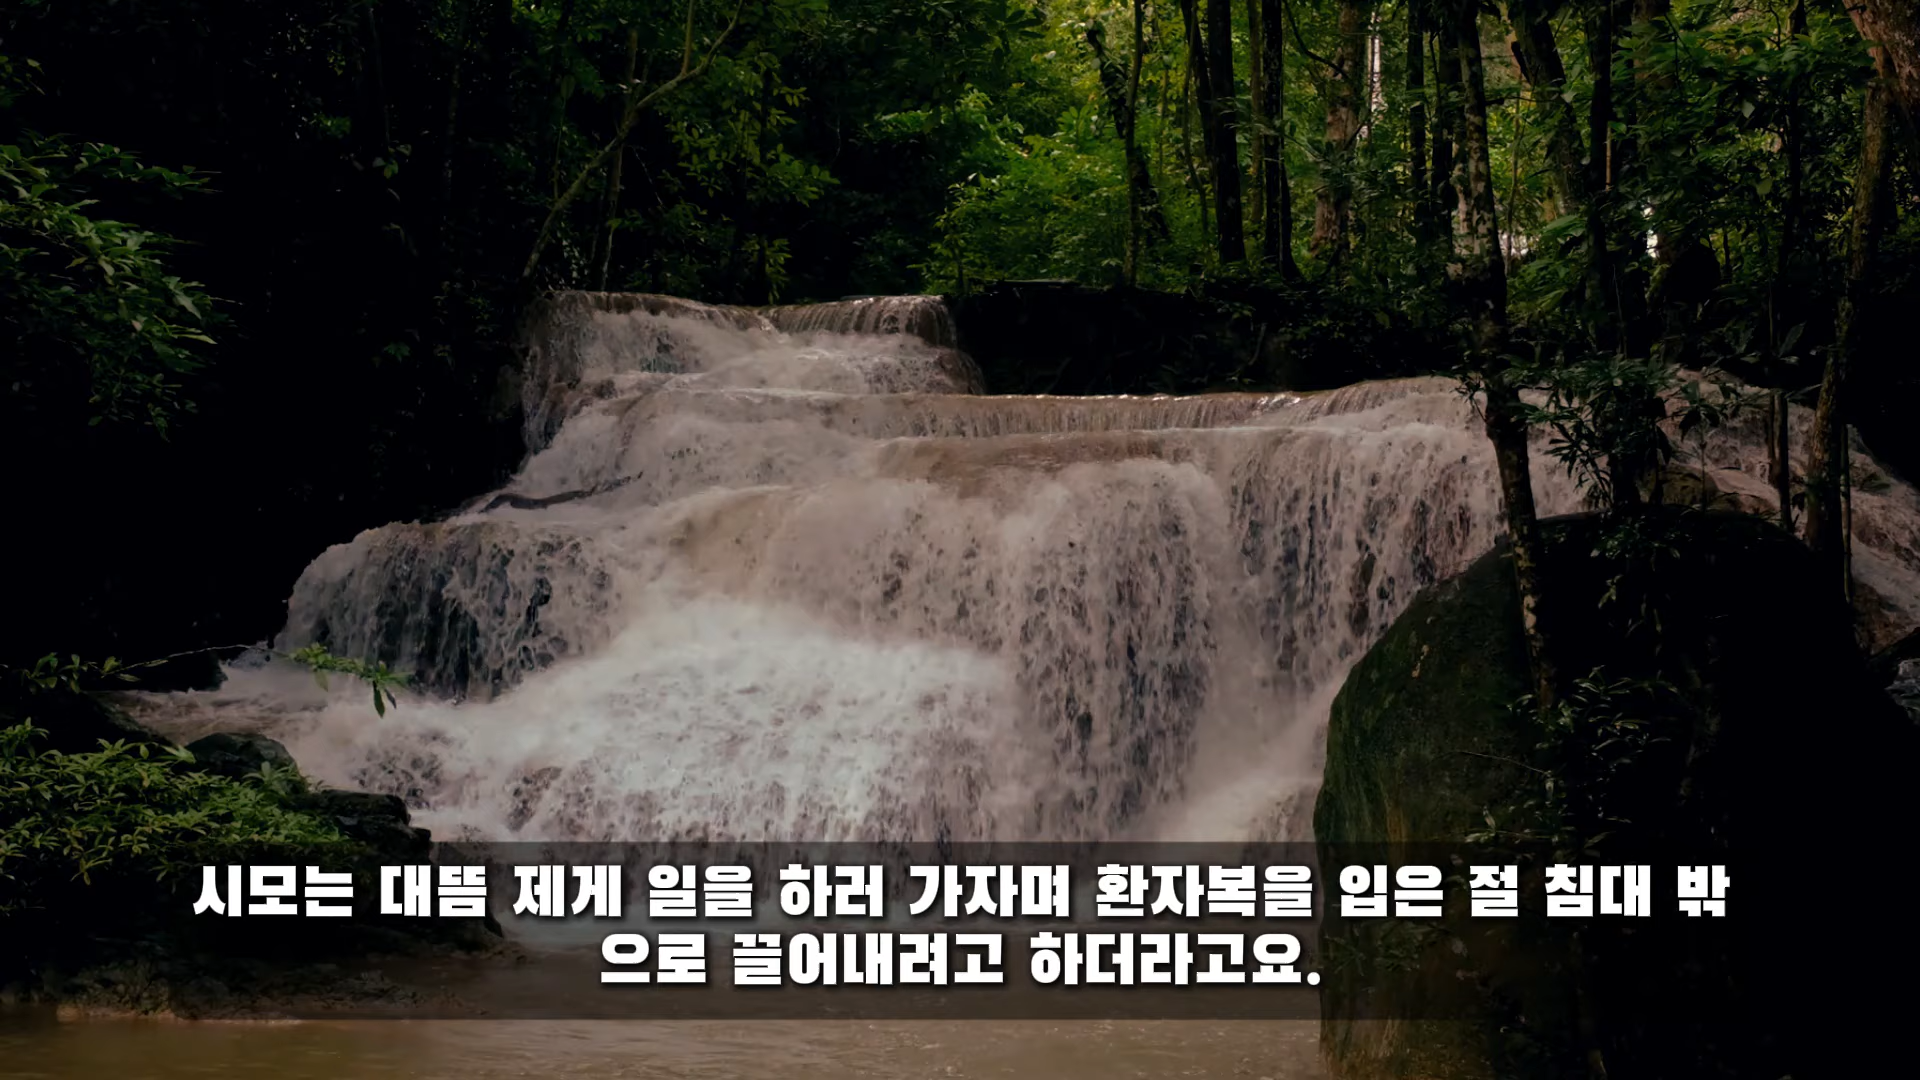 시모는 대뜸 제게 일을 하러 가자며 환자복을 입은 절 침대 밖
으로 끌어내려고 하더라고요.